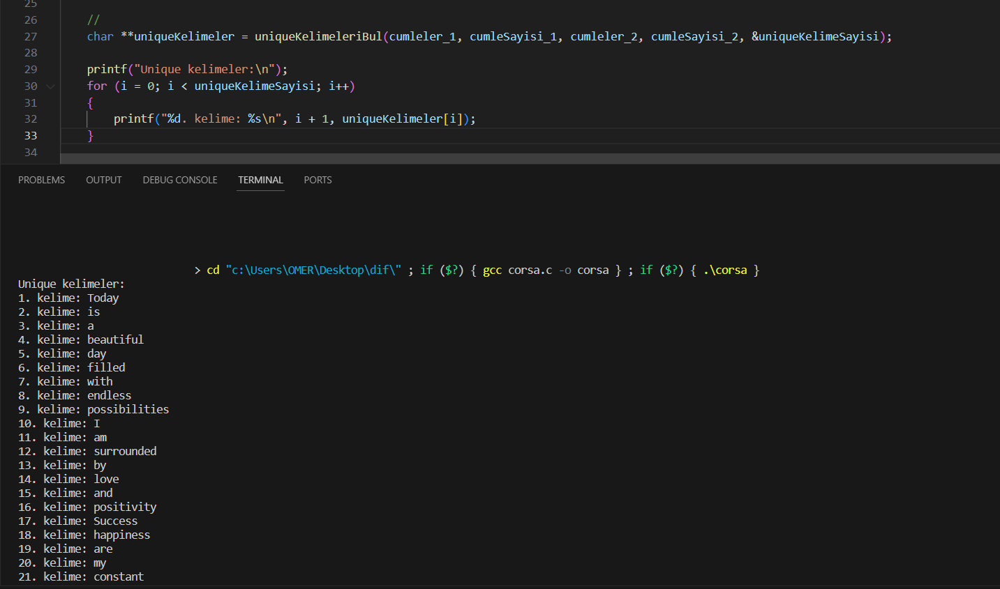 25
26 //
27 char **uniqueKelimeler = uniqueKelimeleriBul(cumleler_1, cumleSayisi_1, cumleler_2, cumleSayisi_2, &uniqueKelimeSayisi);
28
29 printf("Unique kelimeler:\n");
30 for (i = 0; i < uniqueKelimeSayisi; i++)
31 {
32 printf("%d. kelime: %s\n", i + 1, uniqueKelimeler[i]);
33 }
34
PROBLEMS OUTPUT DEBUG CONSOLE TERMINAL PORTS
> cd "c:\Users\OMER\Desktop\dif\" ; if ($?) { gcc corsa.c -o corsa } ; if ($?) { .\corsa }
Unique kelimeler:
1. kelime: Today
2. kelime: is
3. kelime: a
4. kelime: beautiful
5. kelime: day
6. kelime: filled
7. kelime: with
8. kelime: endless
9. kelime: possibilities
10. kelime: I
11. kelime: am
12. kelime: surrounded
13. kelime: by
14. kelime: love
15. kelime: and
16. kelime: positivity
17. kelime: Success
18. kelime: happiness
19. kelime: are
20. kelime: my
21. kelime: constant